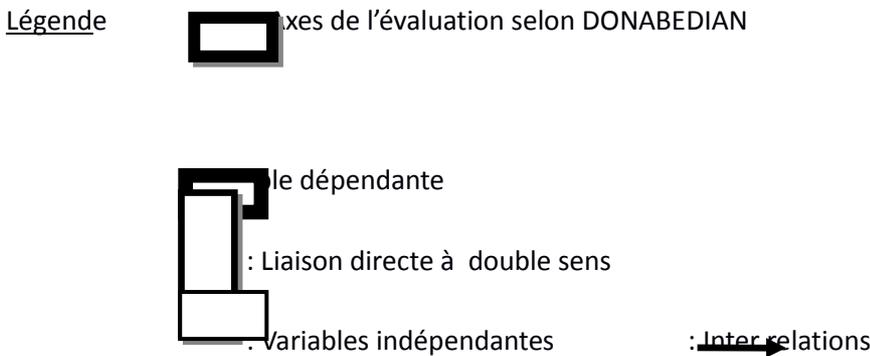 Légende xes de l’évaluation selon DONABEDIAN
le dépendante
: Liaison directe à double sens
: Variables indépendantes : Inter relations